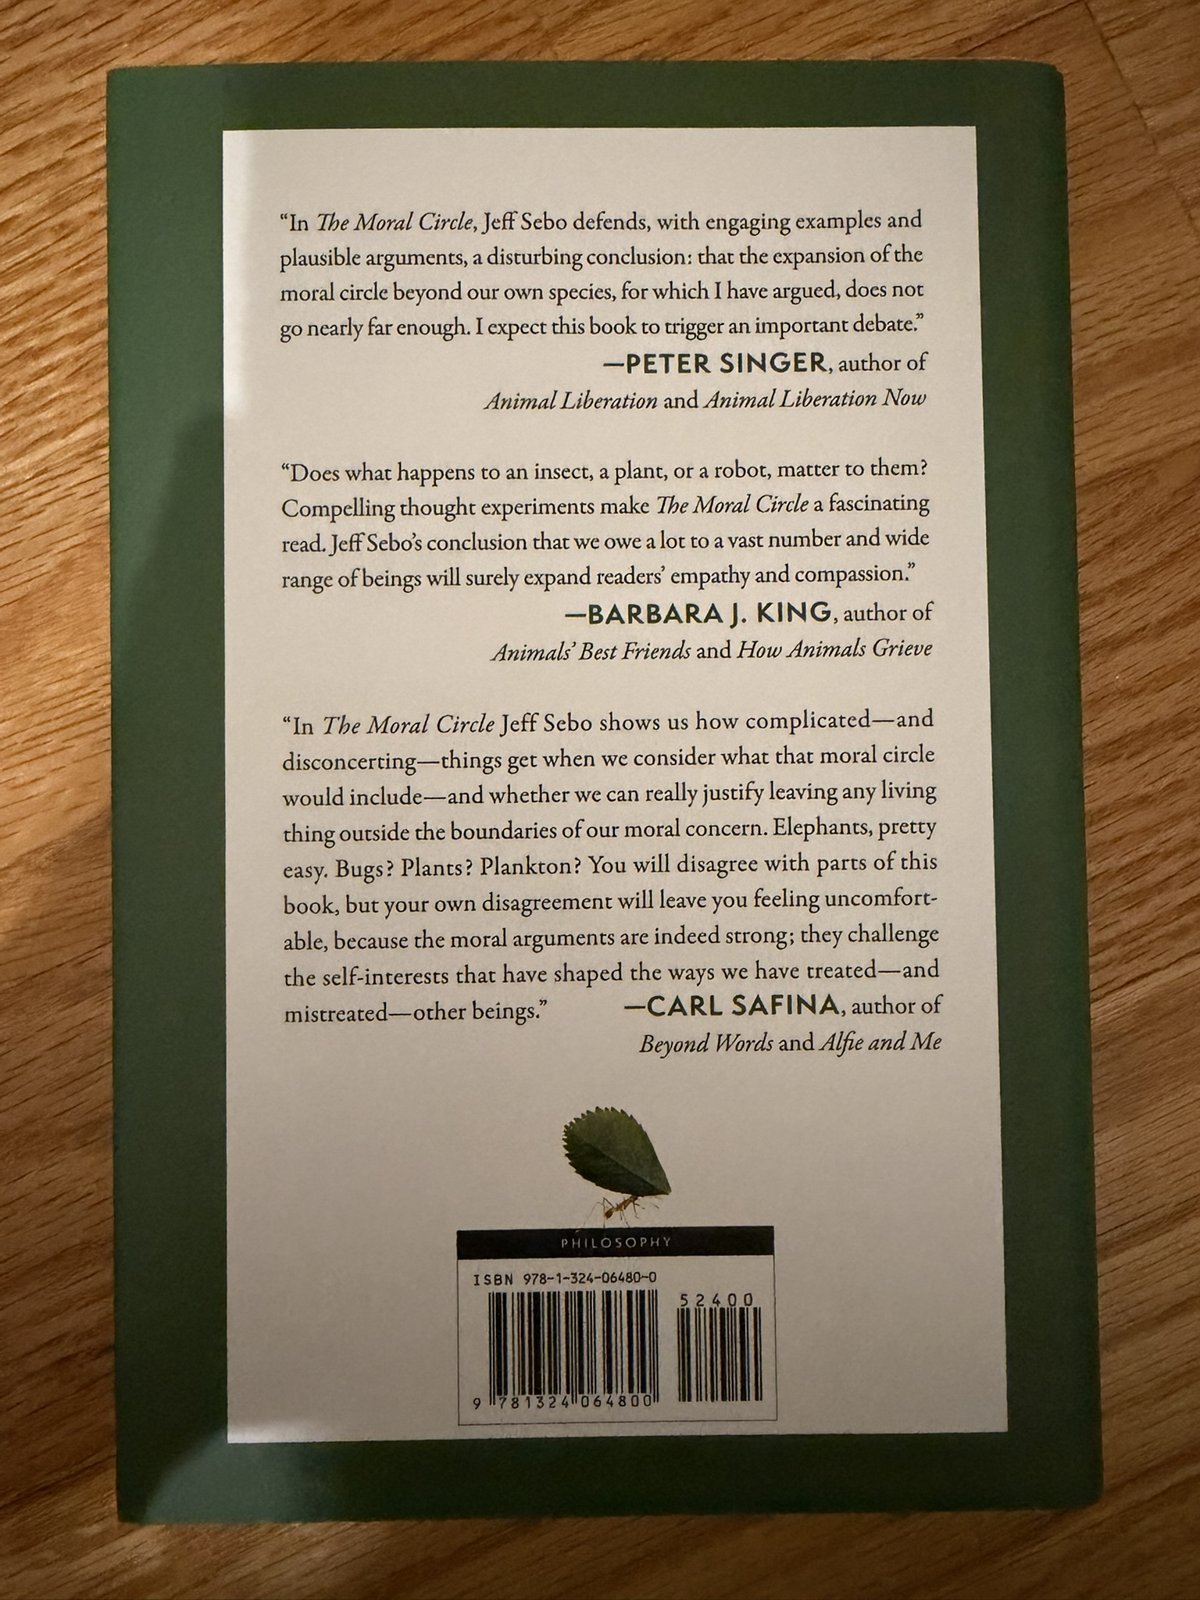 “In The Moral Circle, Jeff Sebo defends, with engaging examples and
plausible arguments, a disturbing conclusion: that the expansion of the
moral circle beyond our own species, for which I have argued, does not
go nearly far enough. I expect this book to trigger an important debate.”
—PETER SINGER, author of
Animal Liberation and Animal Liberation Now
“Does what happens to an insect, a plant, or a robot, matter to them?
Compelling thought experiments make The Moral Circle a fascinating
read. Jeff Sebo’s conclusion that we owe a lot to a vast number and wide
range of beings will surely expand readers’ empathy and compassion.”
—BARBARA J. KING, author of
Animals’ Best Friends and How Animals Grieve
“In The Moral Circle Jeff Sebo shows us how complicated—and
disconcerting—things get when we consider what that moral circle
would include—and whether we can really justify leaving any living
thing outside the boundaries of our moral concern. Elephants, pretty
easy. Bugs? Plants? Plankton? You will disagree with parts of this
book, but your own disagreement will leave you feeling uncomfort-
able, because the moral arguments are indeed strong; they challenge
the self-interests that have shaped the ways we have treated—and
mistreated—other beings.” —CARL SAFINA, author of
Beyond Words and Alfie and Me
PHILOSOPHY
ISBN 978-1-324-06480-0
52400
9 781324 064800